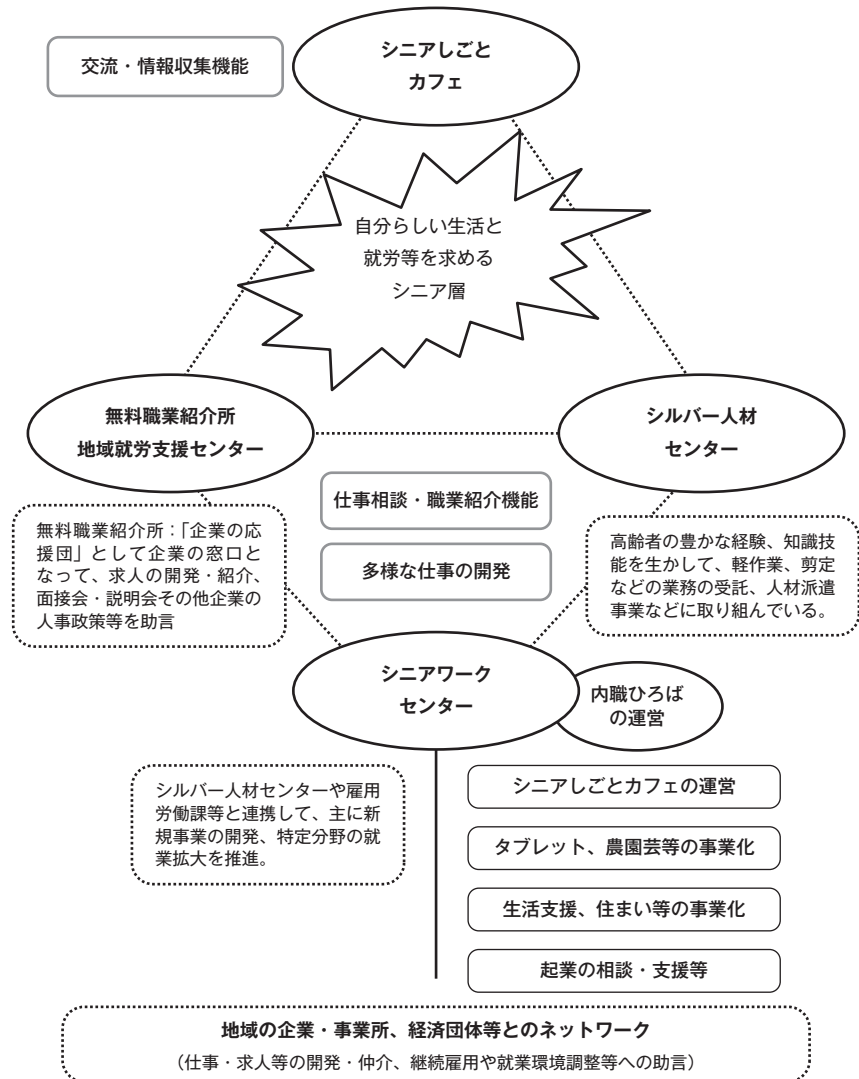 シニアしごと
カフェ
交流・情報収集機能
自分らしい生活と
就労等を求める
シニア層
無料職業紹介所
地域就労支援センター
シルバー人材
センター
仕事相談・職業紹介機能
多様な仕事の開発
無料職業紹介所：「企業の応
援団」として企業の窓口と
なって、求人の開発・紹介、
面接会・説明会その他企業の
人事政策等を助言
高齢者の豊かな経験、知識技
能を生かして、軽作業、剪定
などの業務の受託、人材派遣
事業などに取り組んでいる。
シニアワーク
センター
内職ひろば
の運営
シルバー人材センターや雇用
労働課等と連携して、主に新
規事業の開発、特定分野の就
業拡大を推進。
シニアしごとカフェの運営
タブレット、農園芸等の事業化
生活支援、住まい等の事業化
起業の相談・支援等
地域の企業・事業所、経済団体等とのネットワーク
（仕事・求人等の開発・仲介、継続雇用や就業環境調整等への助言）